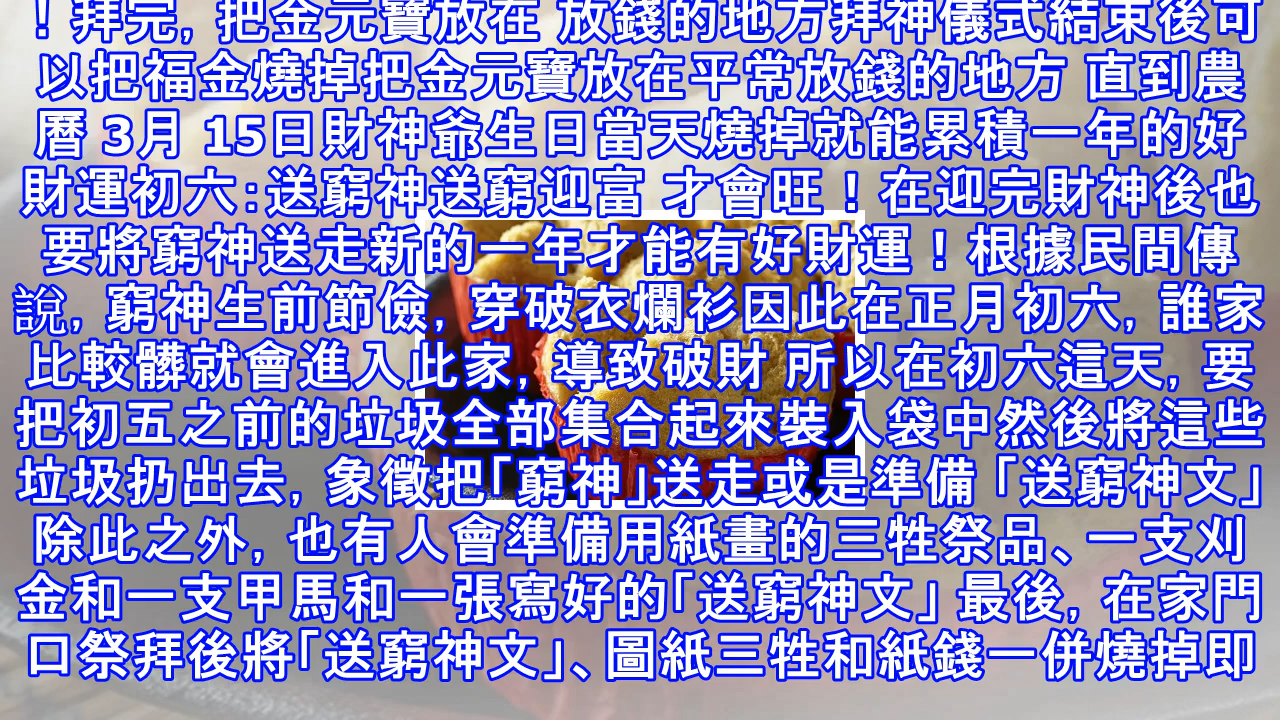 ！拜完, 把金元寶放在 放錢的地方拜神儀式結束後可
以把福金燒掉把金元寶放在平常放錢的地方 直到農
曆 3月 15日財神爺生日當天燒掉就能累積一年的好
財運初六:送窮神送窮迎富 才會旺！在迎完財神後也
要將窮神送走新的一年才能有好財運！根據民間傳
說, 窮神生前節儉, 穿破衣爛衫因此在正月初六, 誰家
比較髒就會進入此家, 導致破財 所以在初六這天, 要
把初五之前的垃圾全部集合起來裝入袋中然後將這些
垃圾扔出去, 象徵把「窮神」送走或是準備「送窮神文」
除此之外, 也有人會準備用紙畫的三牲祭品、一支刈
金和一支甲馬和一張寫好的「送窮神文」 最後, 在家門
口祭拜後將「送窮神文」、圖紙三牲和紙錢一併燒掉即